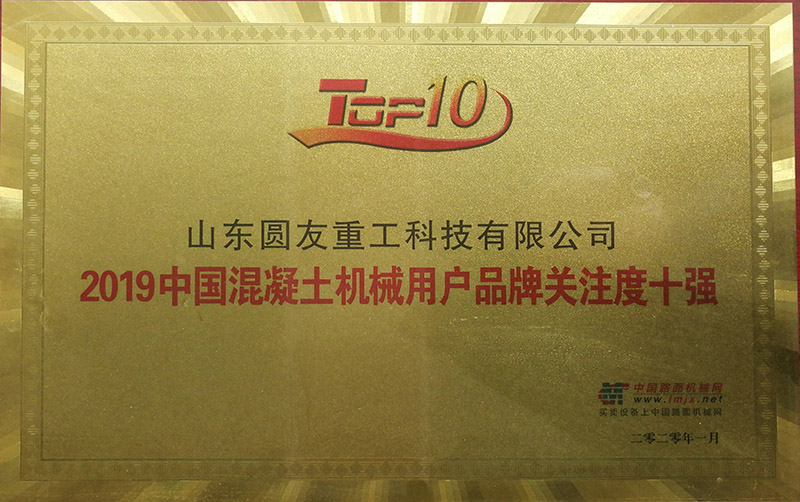 TOP10
山东圆友重工科技有限公司
2019中国混凝土机械用户品牌关注度十强
中国路面机械网
www.lmjx.net
买卖设备上中国路面机械网
二零二零年一月